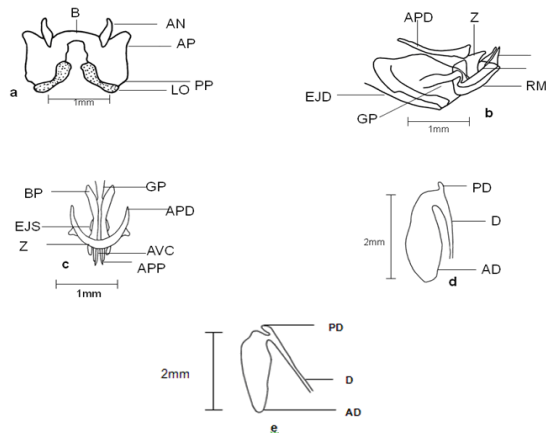 B
AN
AP
PP
LO
a
1mm
APD
Z
RM
EJD
GP
b
1mm
BP
GP
APD
EJS
Z
AVC
APP
c
1mm
PD
D
AD
2mm
d
PD
D
AD
2mm
e